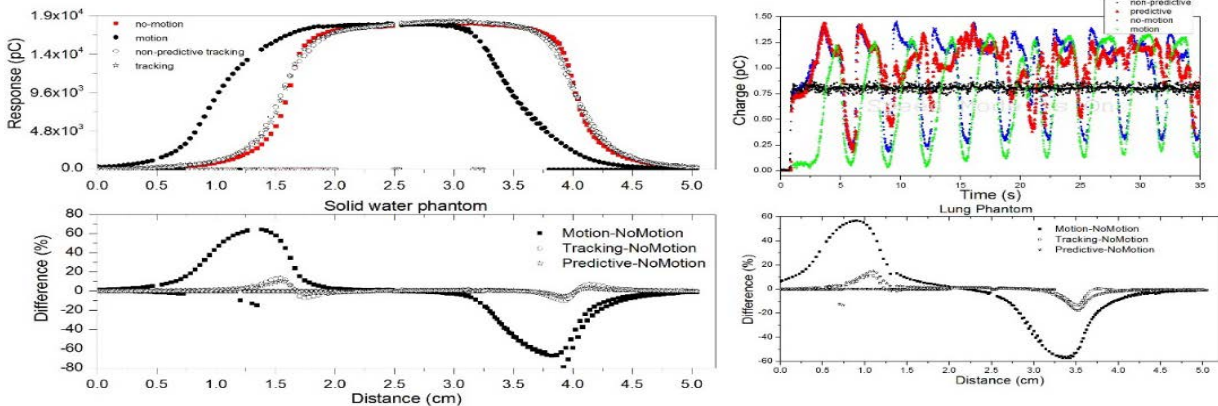 1.9x10⁴
1.4x10⁴
9.6x10³
4.8x10³
0.0
Response (pC)
no-motion
motion
non-predictive tracking
tracking
0.0 0.5 1.0 1.5 2.0 2.5 3.0 3.5 4.0 4.5 5.0
Solid water phantom
80
60
40
20
0
-20
-40
-60
-80
Difference (%)
Motion-NoMotion
Tracking-NoMotion
Predictive-NoMotion
0.0 0.5 1.0 1.5 2.0 2.5 3.0 3.5 4.0 4.5 5.0
Distance (cm)
non-predictive
predictive
no-motion
motion
1.50
1.25
1.00
0.75
0.50
0.25
0.00
Charge (pC)
0 5 10 15 20 25 30 35
Time (s)
Lung Phantom
60
40
20
0
-20
-40
-60
Difference (%)
Motion-NoMotion
Tracking-NoMotion
Predictive-NoMotion
0.0 0.5 1.0 1.5 2.0 2.5 3.0 3.5 4.0 4.5 5.0
Distance (cm)